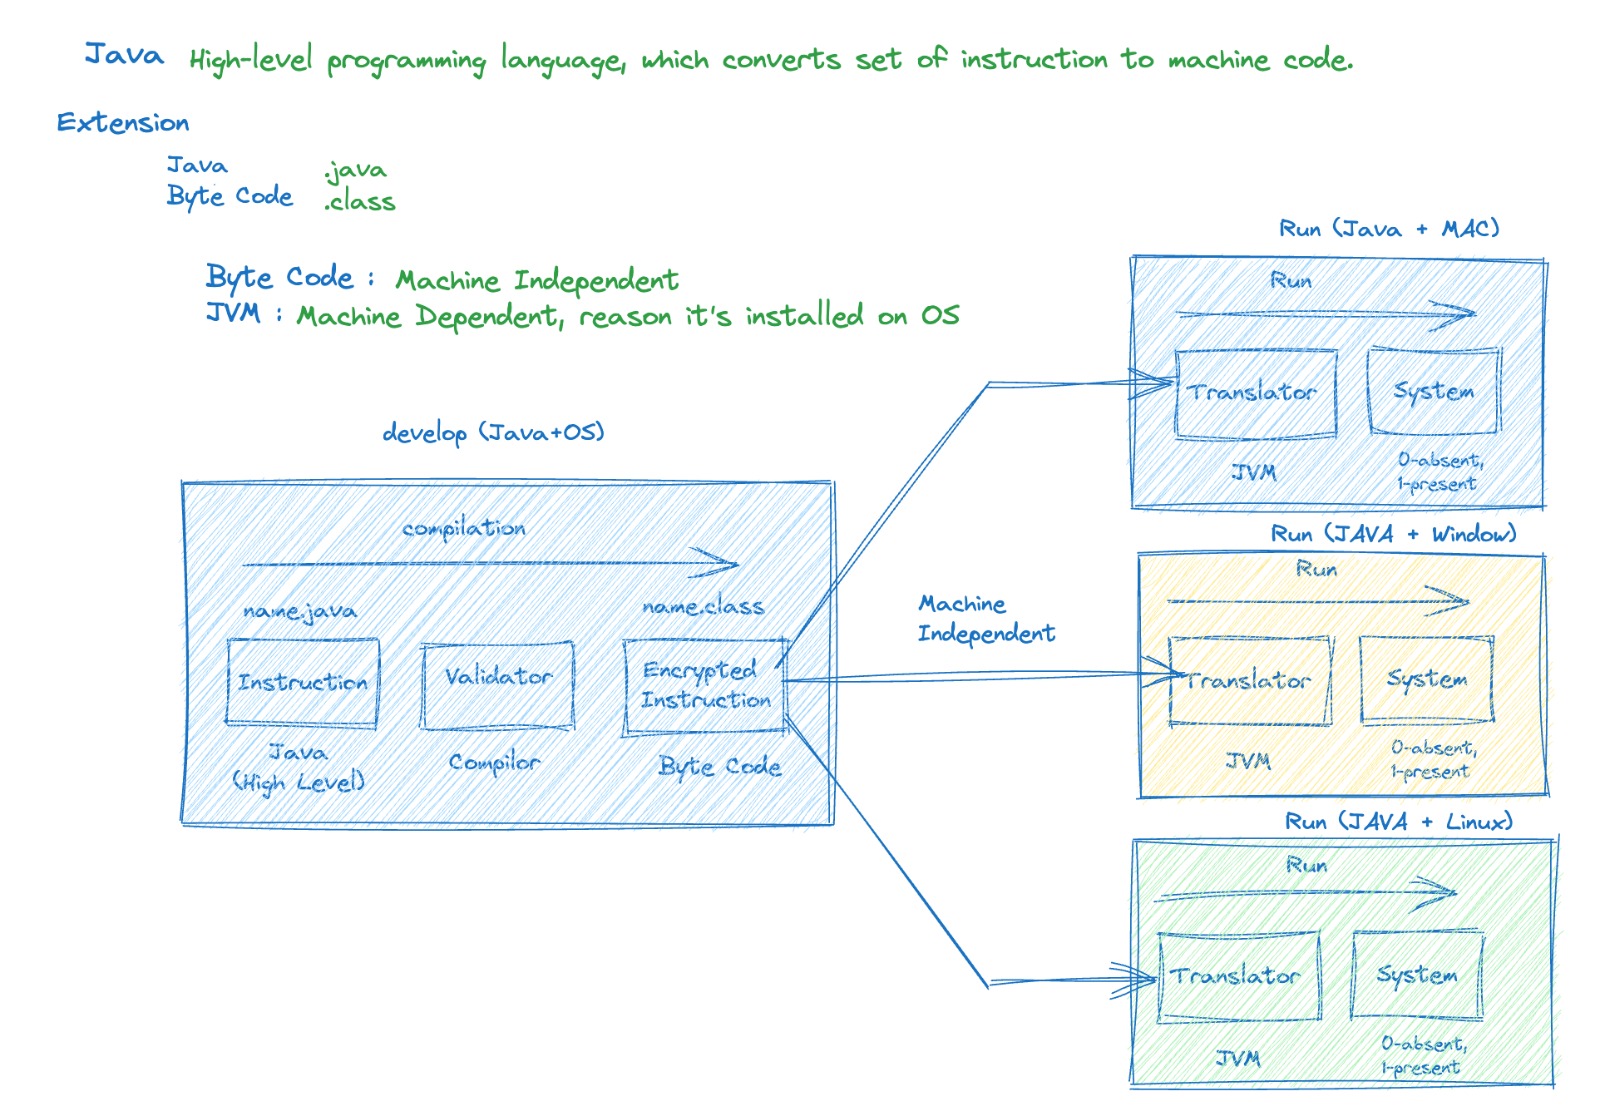 Java High-level programming language, which converts set of instruction to machine code.
Extension
Java .java
Byte Code .class
Byte Code : Machine Independent
JVM : Machine Dependent, reason it's installed on OS
develop (Java+OS)
compilation
name.java
name.class
Instruction
Validator
Encrypted
Instruction
Java
(High Level)
Compilor
Byte Code
Machine
Independent
Run (Java + MAC)
Run
Translator
System
JVM
0-absent,
1-present
Run (JAVA + Window)
Run
Translator
System
JVM
0-absent,
1-present
Run (JAVA + Linux)
Run
Translator
System
JVM
0-absent,
1-present